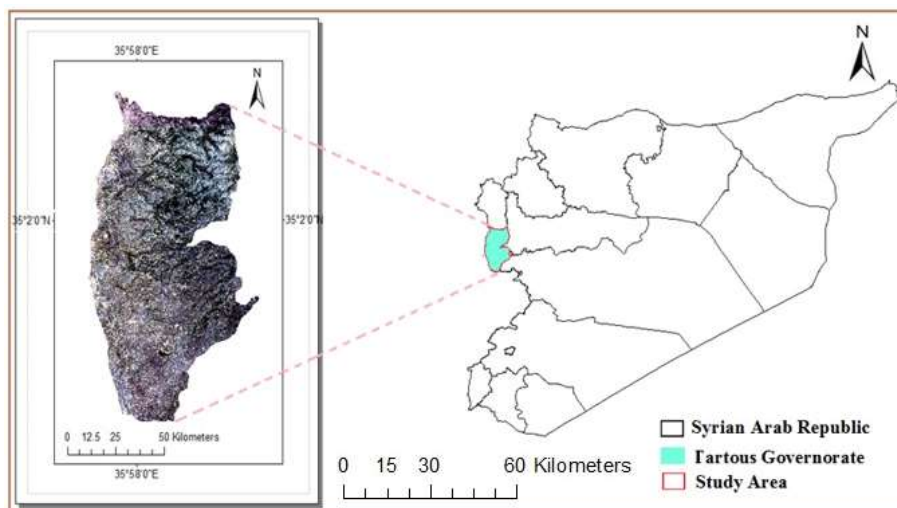 35°58'0"E
N
35°2'0"N
35°2'0"N
0 12.5 25 50 Kilometers
35°58'0"E
N
0 15 30 60 Kilometers
Syrian Arab Republic
Tartous Governorate
Study Area